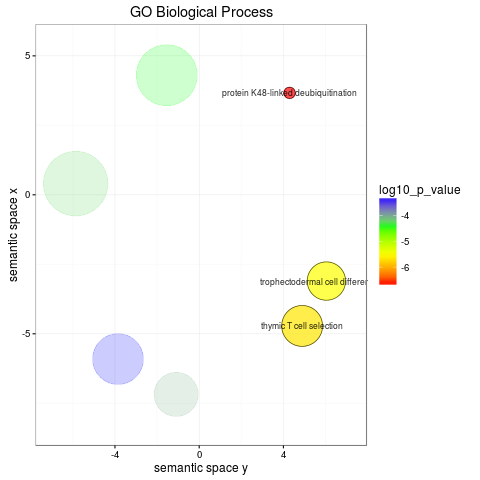 GO Biological Process
5
protein K48-linked deubiquitination
log10_p_value
-4
-5
-6
semantic space x
0
trophectodermal cell differer
thymic T cell selection
-5
-4
0
4
semantic space y